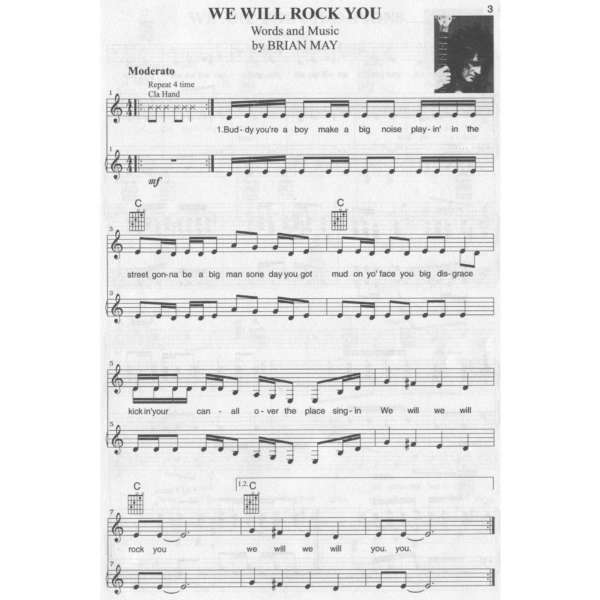 WE WILL ROCK YOU
3
Words and Music
by BRIAN MAY
Moderato
Repeat 4 time
Cla Hand
1
1.Bud-dy you're a boy make a big noise play-in' in the
1
mf
C C
3
street gon-na be a big man sone day you got mud on yo' face you big dis-grace
3
5
kick in'your can-all o-ver the place sing-in We will we will
5
C 1.2. C
7
rock you we will we will you. you.
7